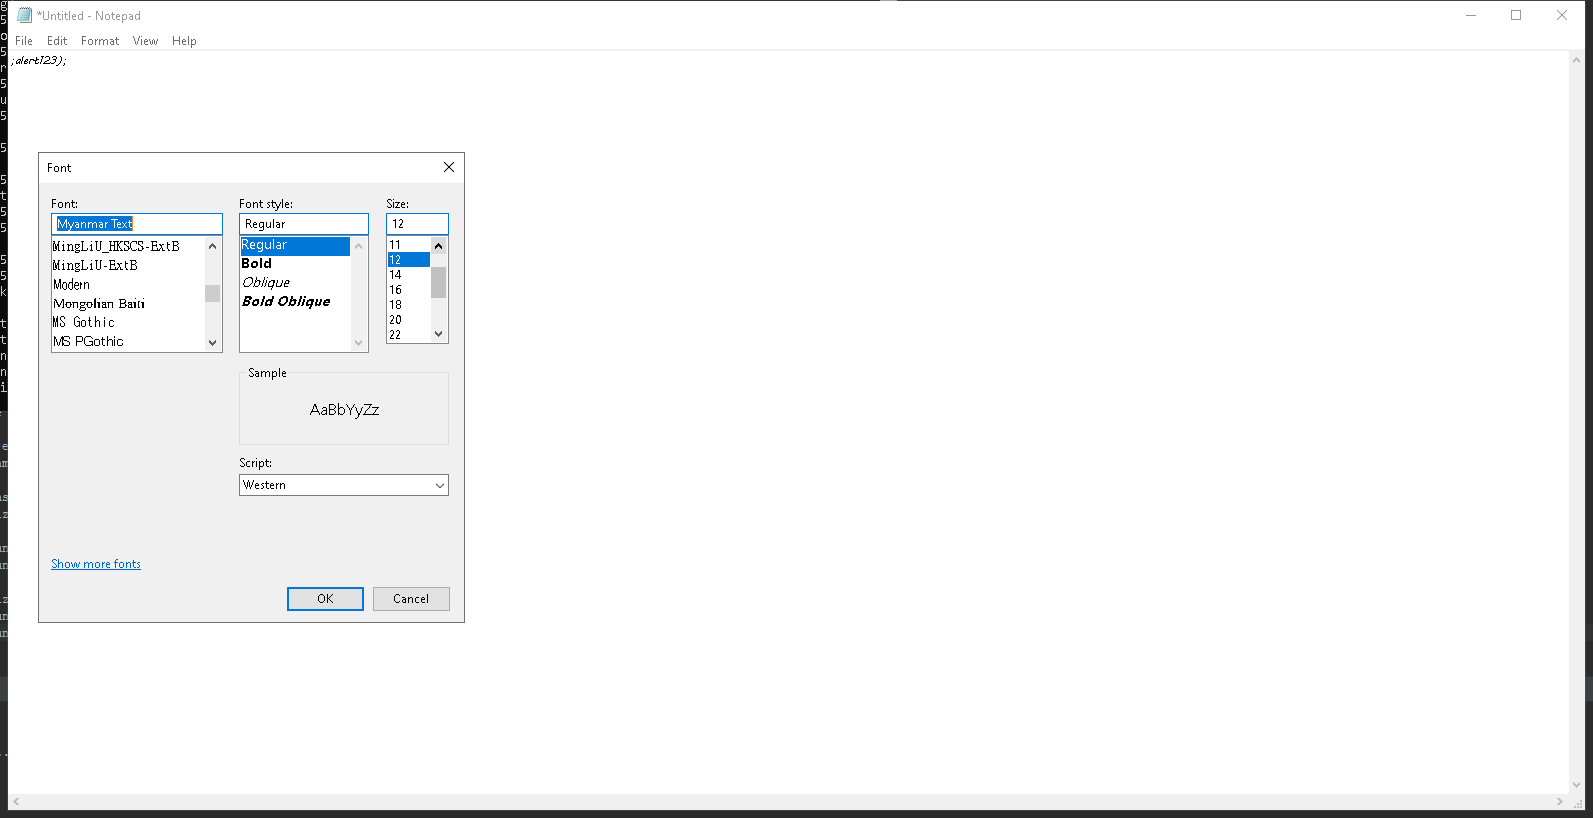 *Untitled - Notepad
File Edit Format View Help
;alert123);
Font
Font: Font style: Size:
Myanmar Text Regular 12
MingLiU_HKSCS-ExtB
MingLiU-ExtB
Modern
Mongolian Baiti
MS Gothic
MS PGothic
Regular
Bold
Oblique
Bold Oblique
11
12
14
16
18
20
22
Sample
AaBbYyZz
Script:
Western
Show more fonts
OK Cancel